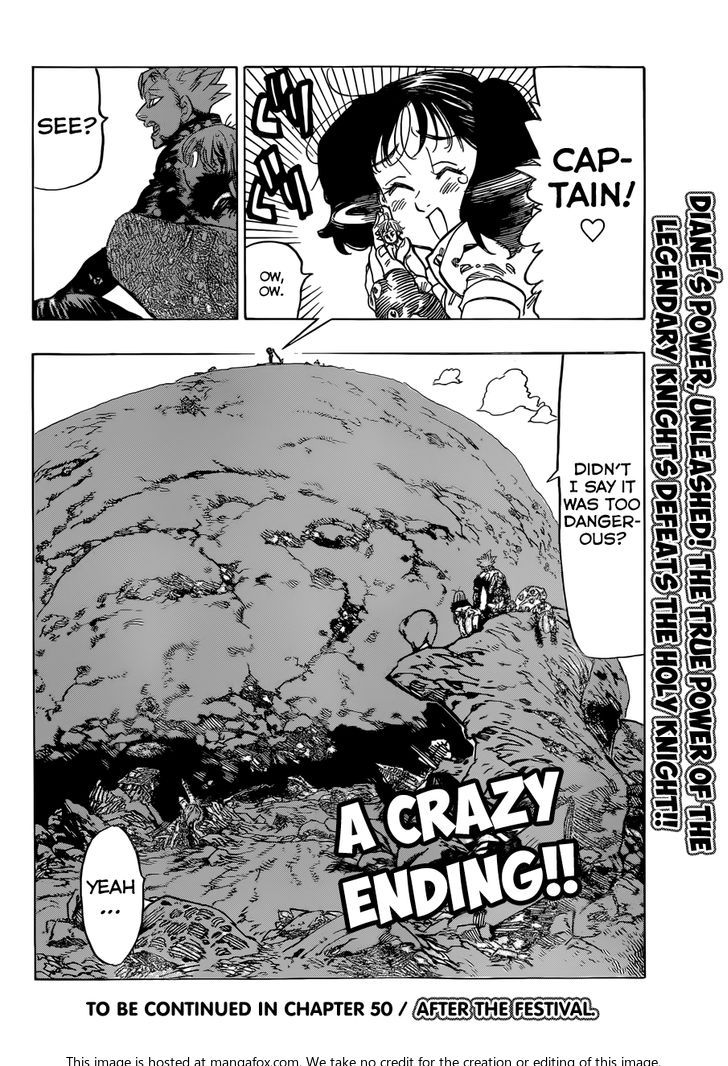 CAP-
TAIN!
♡
OW,
OW.
SEE?
DIDN'T
I SAY IT
WAS TOO
DANGER-
OUS?
YEAH
...
A CRAZY
ENDING!!
DIANE'S POWER, UNLEASHED! THE TRUE POWER OF THE
LEGENDARY KNIGHTS DEFEATS THE HOLY KNIGHT!!
TO BE CONTINUED IN CHAPTER 50 / AFTER THE FESTIVAL.
This image is hosted at mangafox.com. We take no credit for the creation or editing of this image.